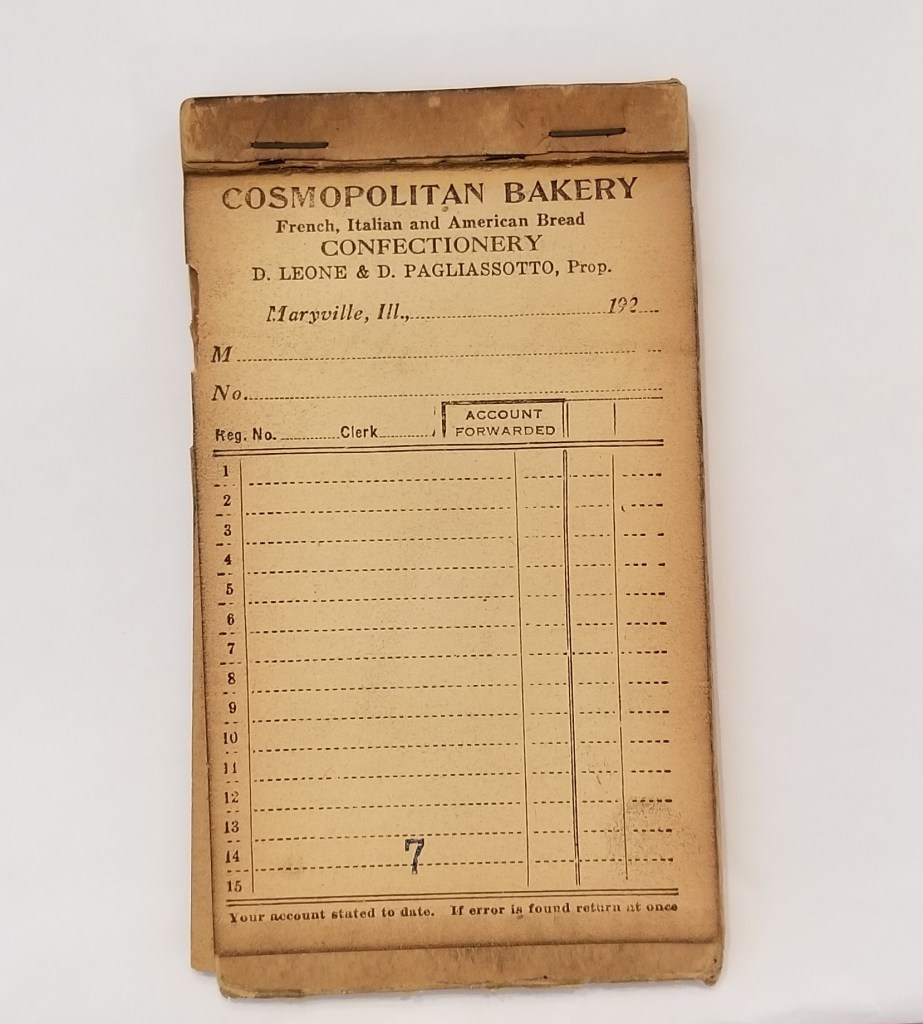 COSMOPOLITAN BAKERY
French, Italian and American Bread
CONFECTIONERY
D. LEONE & D. PAGLIASSOTTO, Prop.
Maryville, Ill., 192
M
No.
Reg. No. Clerk ACCOUNT FORWARDED
1
2
3
4
5
6
7
8
9
10
11
12
13
14 7
15
Your account stated to date. If error is found return at once